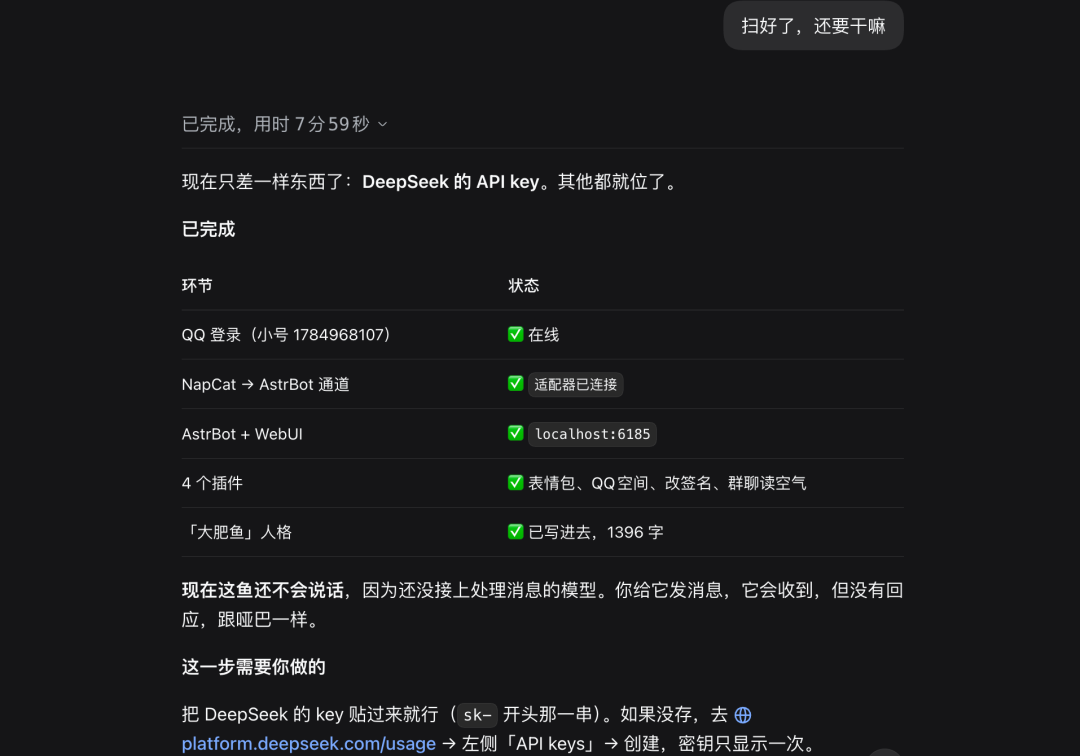 扫好了，还要干嘛
已完成，用时 7 分 59 秒
现在只差一样东西了：DeepSeek 的 API key。其他都就位了。
已完成
环节 状态
QQ 登录（小号 1784968107） ✅ 在线
NapCat → AstrBot 通道 ✅ 适配器已连接
AstrBot + WebUI ✅ localhost:6185
4 个插件 ✅ 表情包、QQ空间、改签名、群聊读空气
「大肥鱼」人格 ✅ 已写进去，1396 字
现在这鱼还不会说话，因为还没接上处理消息的模型。你给它发消息，它会收到，但没有回
应，跟哑巴一样。
这一步需要你做的
把 DeepSeek 的 key 贴过来就行（sk- 开头那一串）。如果没存，去
platform.deepseek.com/usage → 左侧「API keys」→ 创建，密钥只显示一次。